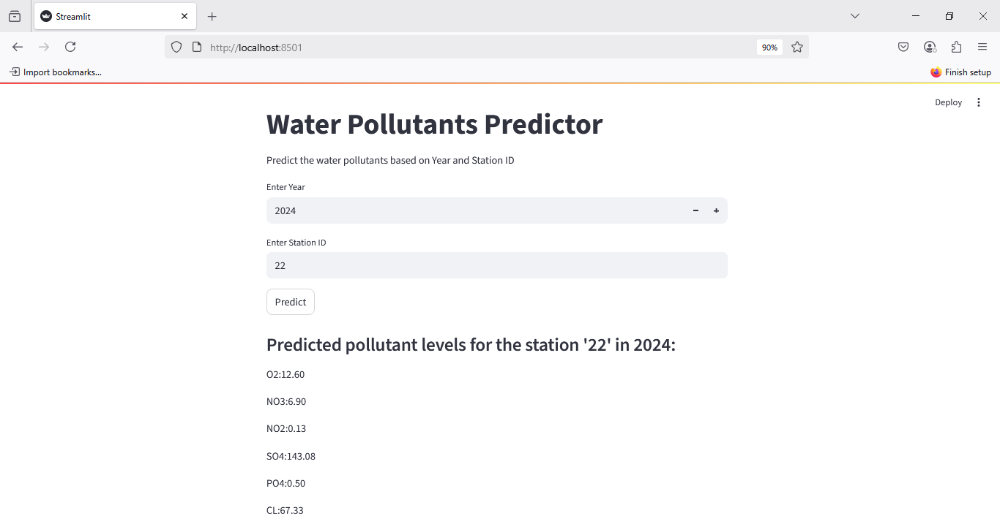 Streamlit
http://localhost:8501
90%
Import bookmarks...
Finish setup
Deploy
Water Pollutants Predictor
Predict the water pollutants based on Year and Station ID
Enter Year
2024
Enter Station ID
22
Predict
Predicted pollutant levels for the station '22' in 2024:
O2:12.60
NO3:6.90
NO2:0.13
SO4:143.08
PO4:0.50
CL:67.33